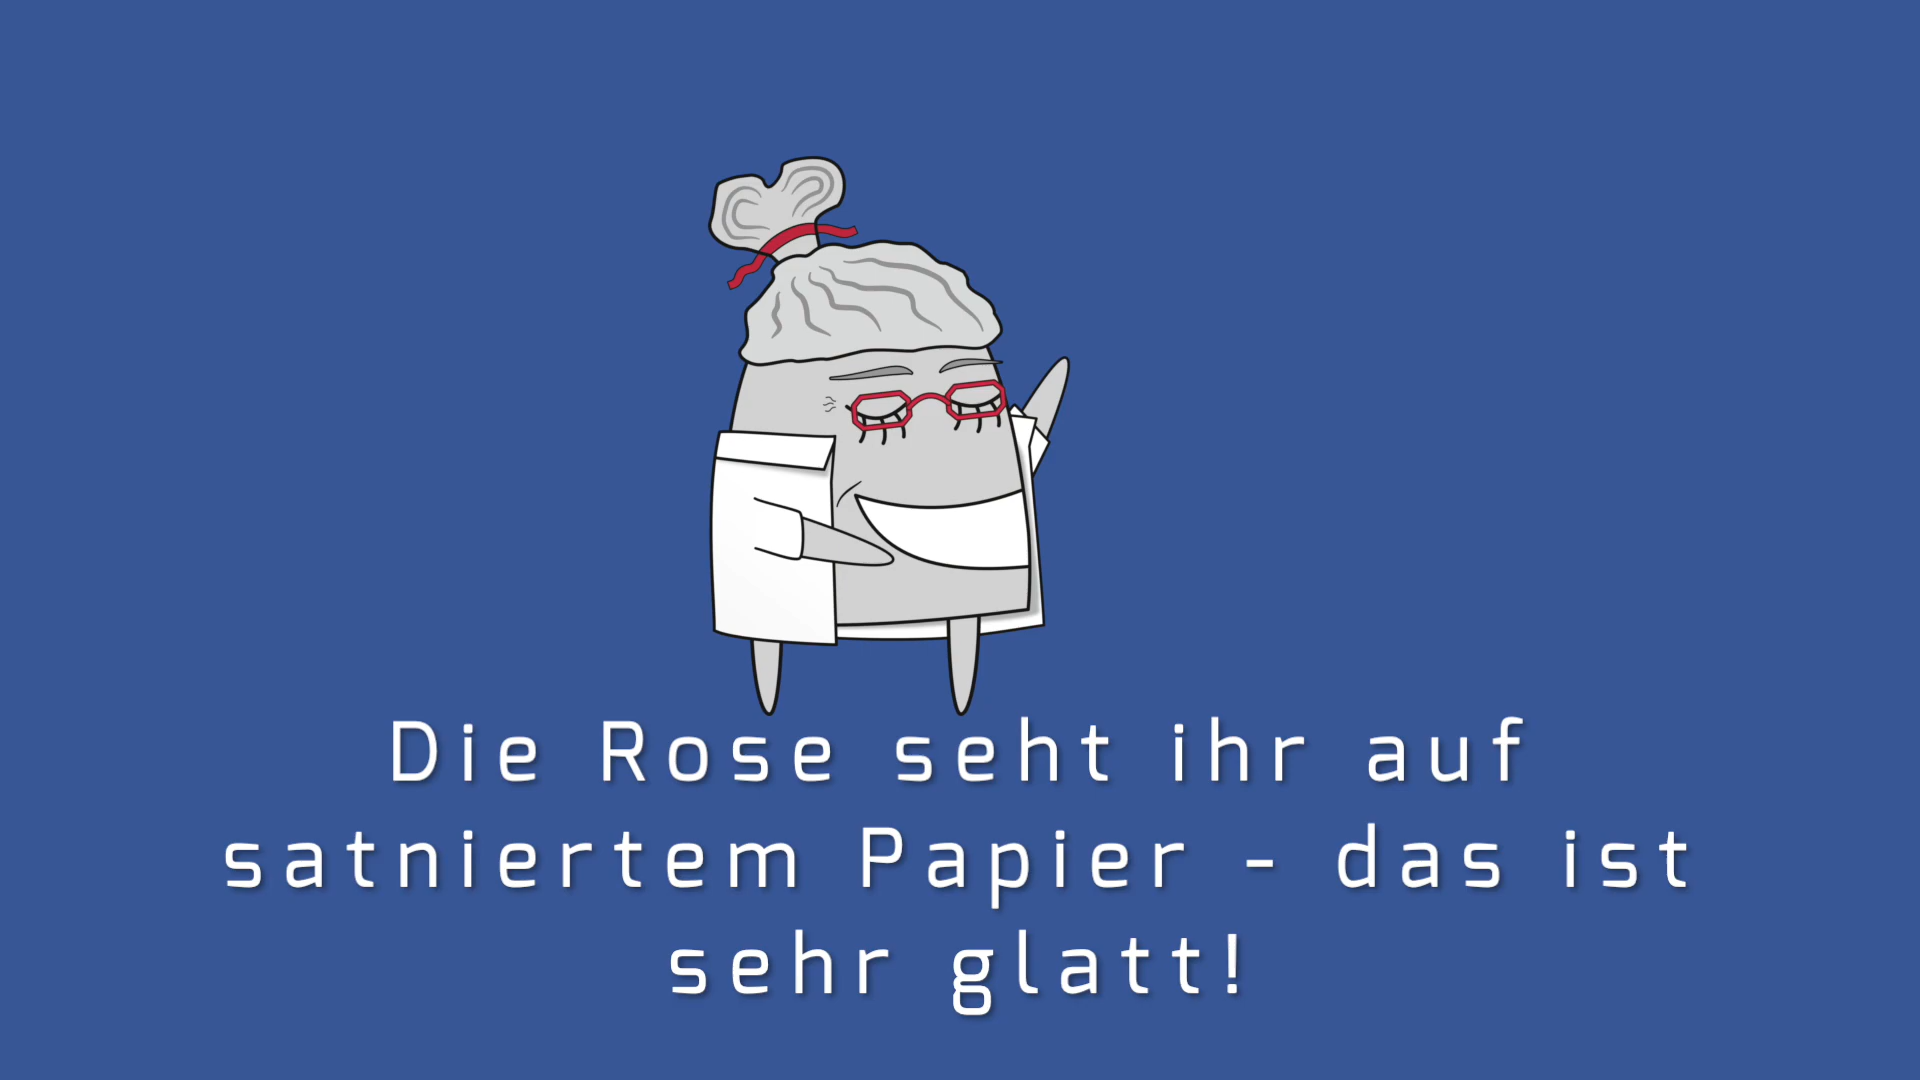 Die Rose seht ihr auf
satniertem Papier - das ist
sehr glatt!